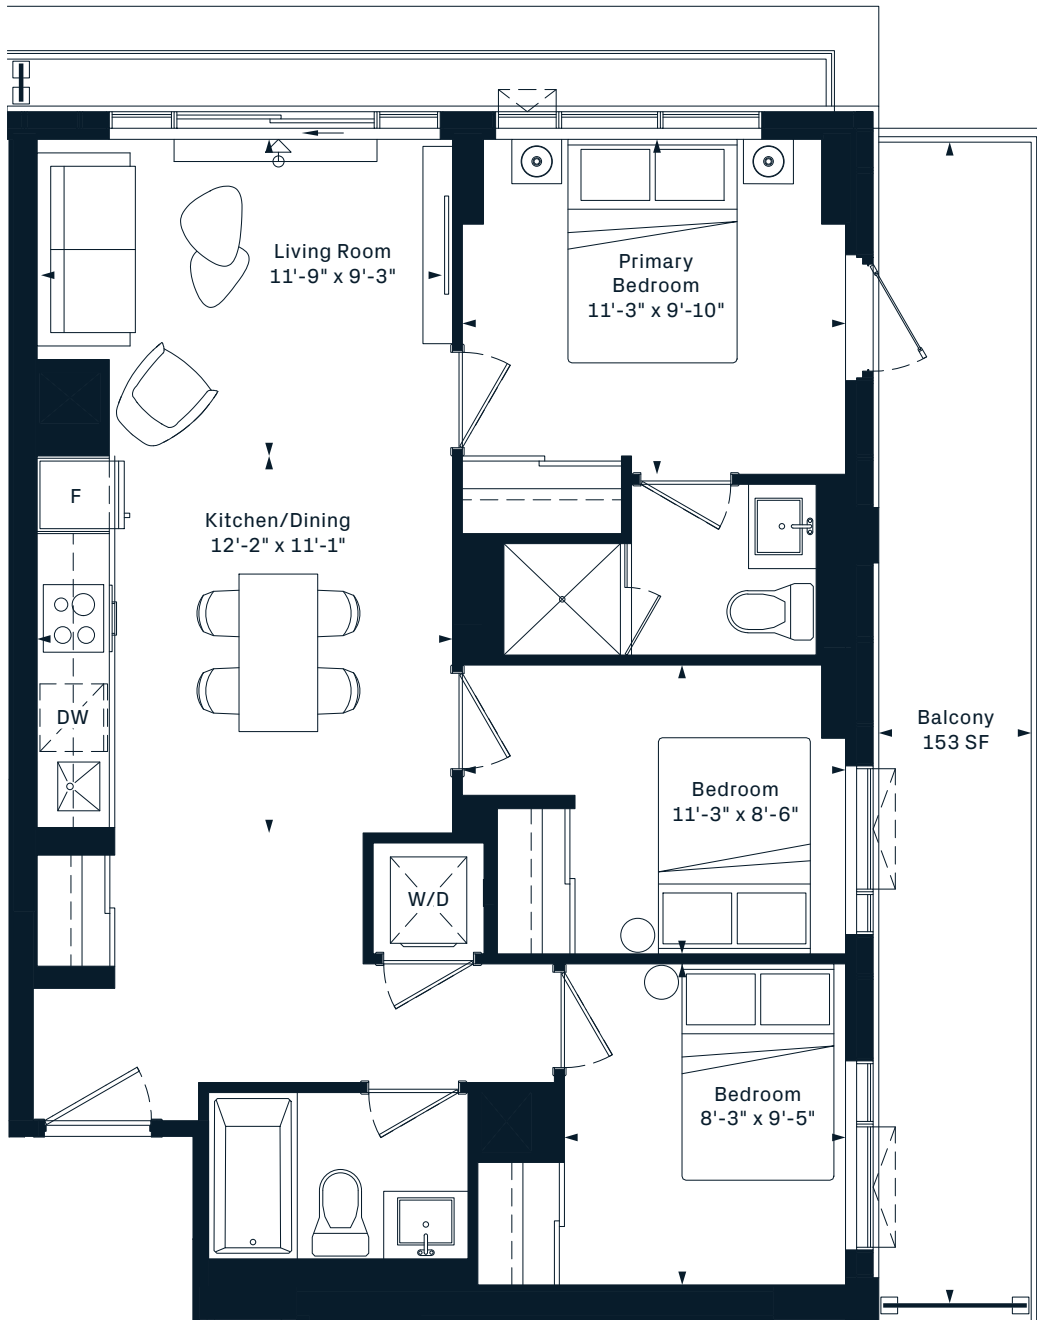 Living Room
11'-9" x 9'-3"
Primary
Bedroom
11'-3" x 9'-10"
F
Kitchen/Dining
12'-2" x 11'-1"
DW
Balcony
153 SF
Bedroom
11'-3" x 8'-6"
W/D
Bedroom
8'-3" x 9'-5"